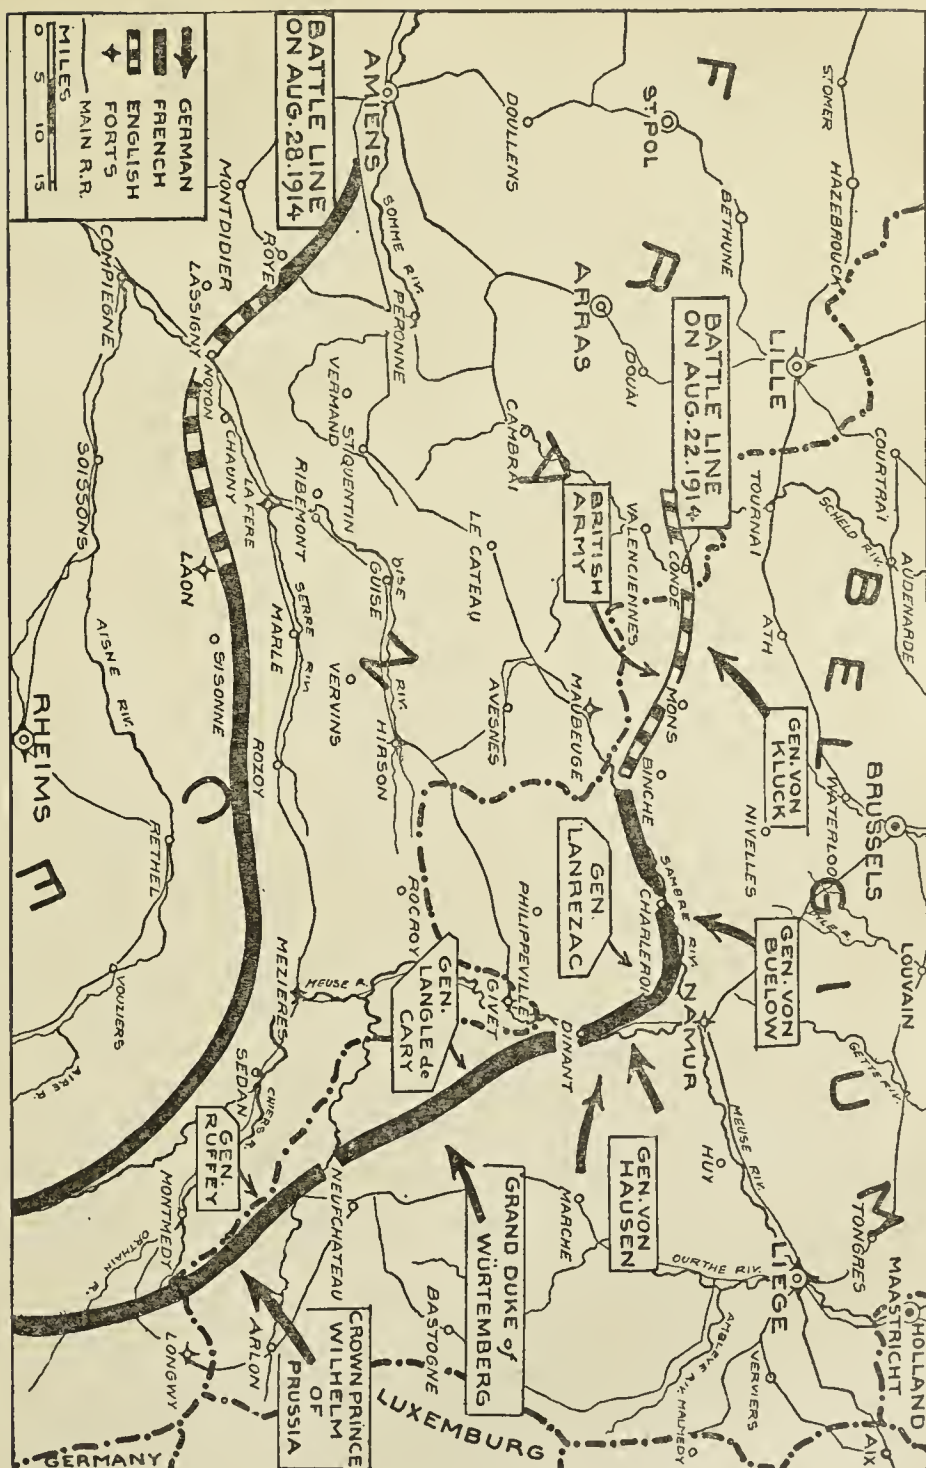 BATTLE LINE
ON AUG.28.1914
GERMAN
FRENCH
ENGLISH
FORTS
MAIN R.R.
MILES
0 5 10 15
F
R
A
N
C
E
BELGIUM
HOLLAND
LUXEMBURG
GERMANY
BATTLE LINE
ON AUG.22.1914
BRITISH
ARMY
GEN. VON
KLUCK
GEN. VON
BUELOW
GEN. VON
HAUSEN
GRAND DUKE of
WÜRTEMBERG
CROWN PRINCE
WILHELM
OF
PRUSSIA
GEN.
LANREZAC
GEN.
LANGLE de
CARY
GEN.
RUFFEY
STOMER
HAZEBROUCK
LILLE
COURTRAI
AUDENARDE
SCHELD RIV.
TOURNAI
ATH
BRUSSELS
WATERLOO
NIVELLES
DYLE R.
LOUVAIN
GETTE RIV.
TONGRES
MAASTRICHT
AIX
LIEGE
VERVIERS
MALMEDY
AMBLEVE RIV.
OURTHE RIV.
MEUSE RIV.
HUY
NAMUR
MARCHE
BASTOGNE
NEUFCHATEAU
ARLON
LONGWY
MONTMEDY
ORTHAIN R.
CHIERS R.
SEDAN
MEZIERES
MEUSE R.
ROCROY
GIVET
DINANT
PHILIPPEVILLE
CHARLEROI
SAMBRE RIV.
BINCHE
MONS
MAUBEUGE
AVESNES
CONDE
VALENCIENNES
BETHUNE
ST.POL
DOULLENS
ARRAS
DOUAI
CAMBRAI
LE CATEAU
AMIENS
SOMME RIV.
PERONNE
VERMAND
ST QUENTIN
RIBEMONT
GUISE
OISE RIV.
HIRSON
VERVINS
SERRE RIV.
MARLE
LA FERE
CHAUNY
NOYON
LASSIGNY
ROYE
MONTDIDIER
COMPIEGNE
SOISSONS
LAON
SISONNE
ROZOY
AISNE RIV.
RHEIMS
RETHEL
VOUZIERS
AIRE R.